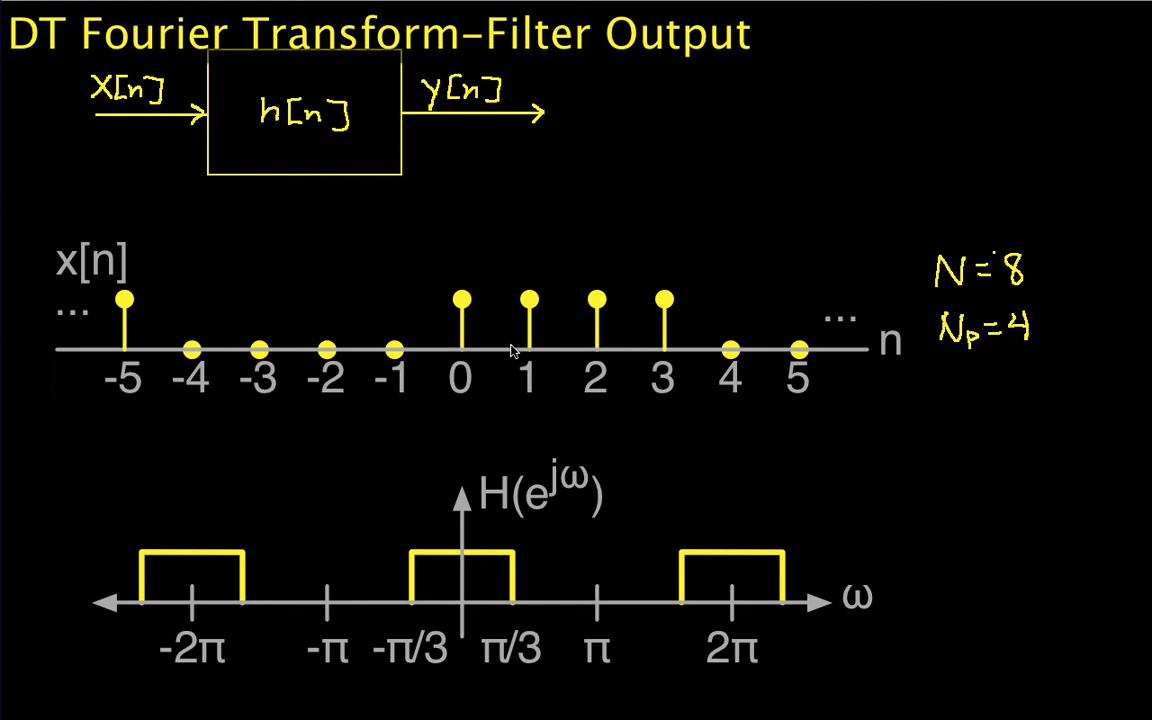 DT Fourier Transform-Filter Output
x[n] h[n] y[n]
x[n]
N = 8
... ...
Np = 4
n
-5 -4 -3 -2 -1 0 1 2 3 4 5
H(e^jω)
ω
-2π -π -π/3 π/3 π 2π